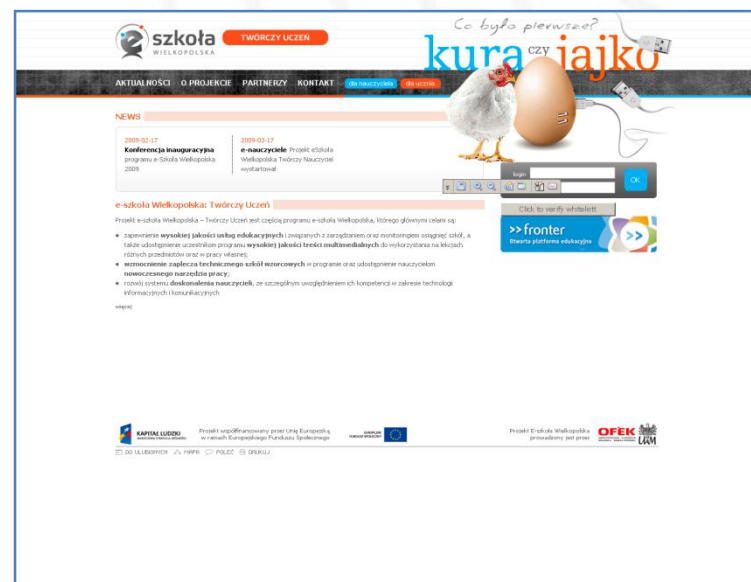 Co było pierwsze?
kura czy jajko
szkoła
WIELKOPOLSKA
TWÓRCZY UCZEŃ
AKTUALNOŚCI O PROJEKCIE PARTNERZY KONTAKT dla nauczyciela dla ucznia
NEWS
2009-02-17
Konferencja inauguracyjna
programu e-Szkoła Wielkopolska
2009
2009-02-17
e-nauczyciele Projekt eSzkoła
Wielkopolska Twórczy Nauczyciel
wystartował
login
OK
Click to verify whitelist!
>> fronter
Otwarta platforma edukacyjna
e-szkoła Wielkopolska: Twórczy Uczeń
Projekt e-szkoła Wielkopolska – Twórczy Uczeń jest częścią programu e-szkoła Wielkopolska, którego głównymi celami są:
zapewnienie wysokiej jakości usług edukacyjnych i związanych z zarządzaniem oraz monitoringiem osiągnięć szkół, a
także udostępnienie uczestnikom programu wysokiej jakości treści multimedialnych do wykorzystania na lekcjach
różnych przedmiotów oraz w pracy własnej;
wzmocnienie zaplecza technicznego szkół wzorcowych w programie oraz udostępnienie nauczycielom
nowoczesnego narzędzia pracy;
rozwój systemu doskonalenia nauczycieli, ze szczególnym uwzględnieniem ich kompetencji w zakresie technologii
informacyjnych i komunikacyjnych
więcej
KAPITAŁ LUDZKI
Projekt współfinansowany przez Unię Europejską
w ramach Europejskiego Funduszu Społecznego
Projekt E-szkoła Wielkopolska
prowadzony jest przez
OFEK
UAM
DO ULUBIONYCH MAPA POLEĆ DRUKUJ